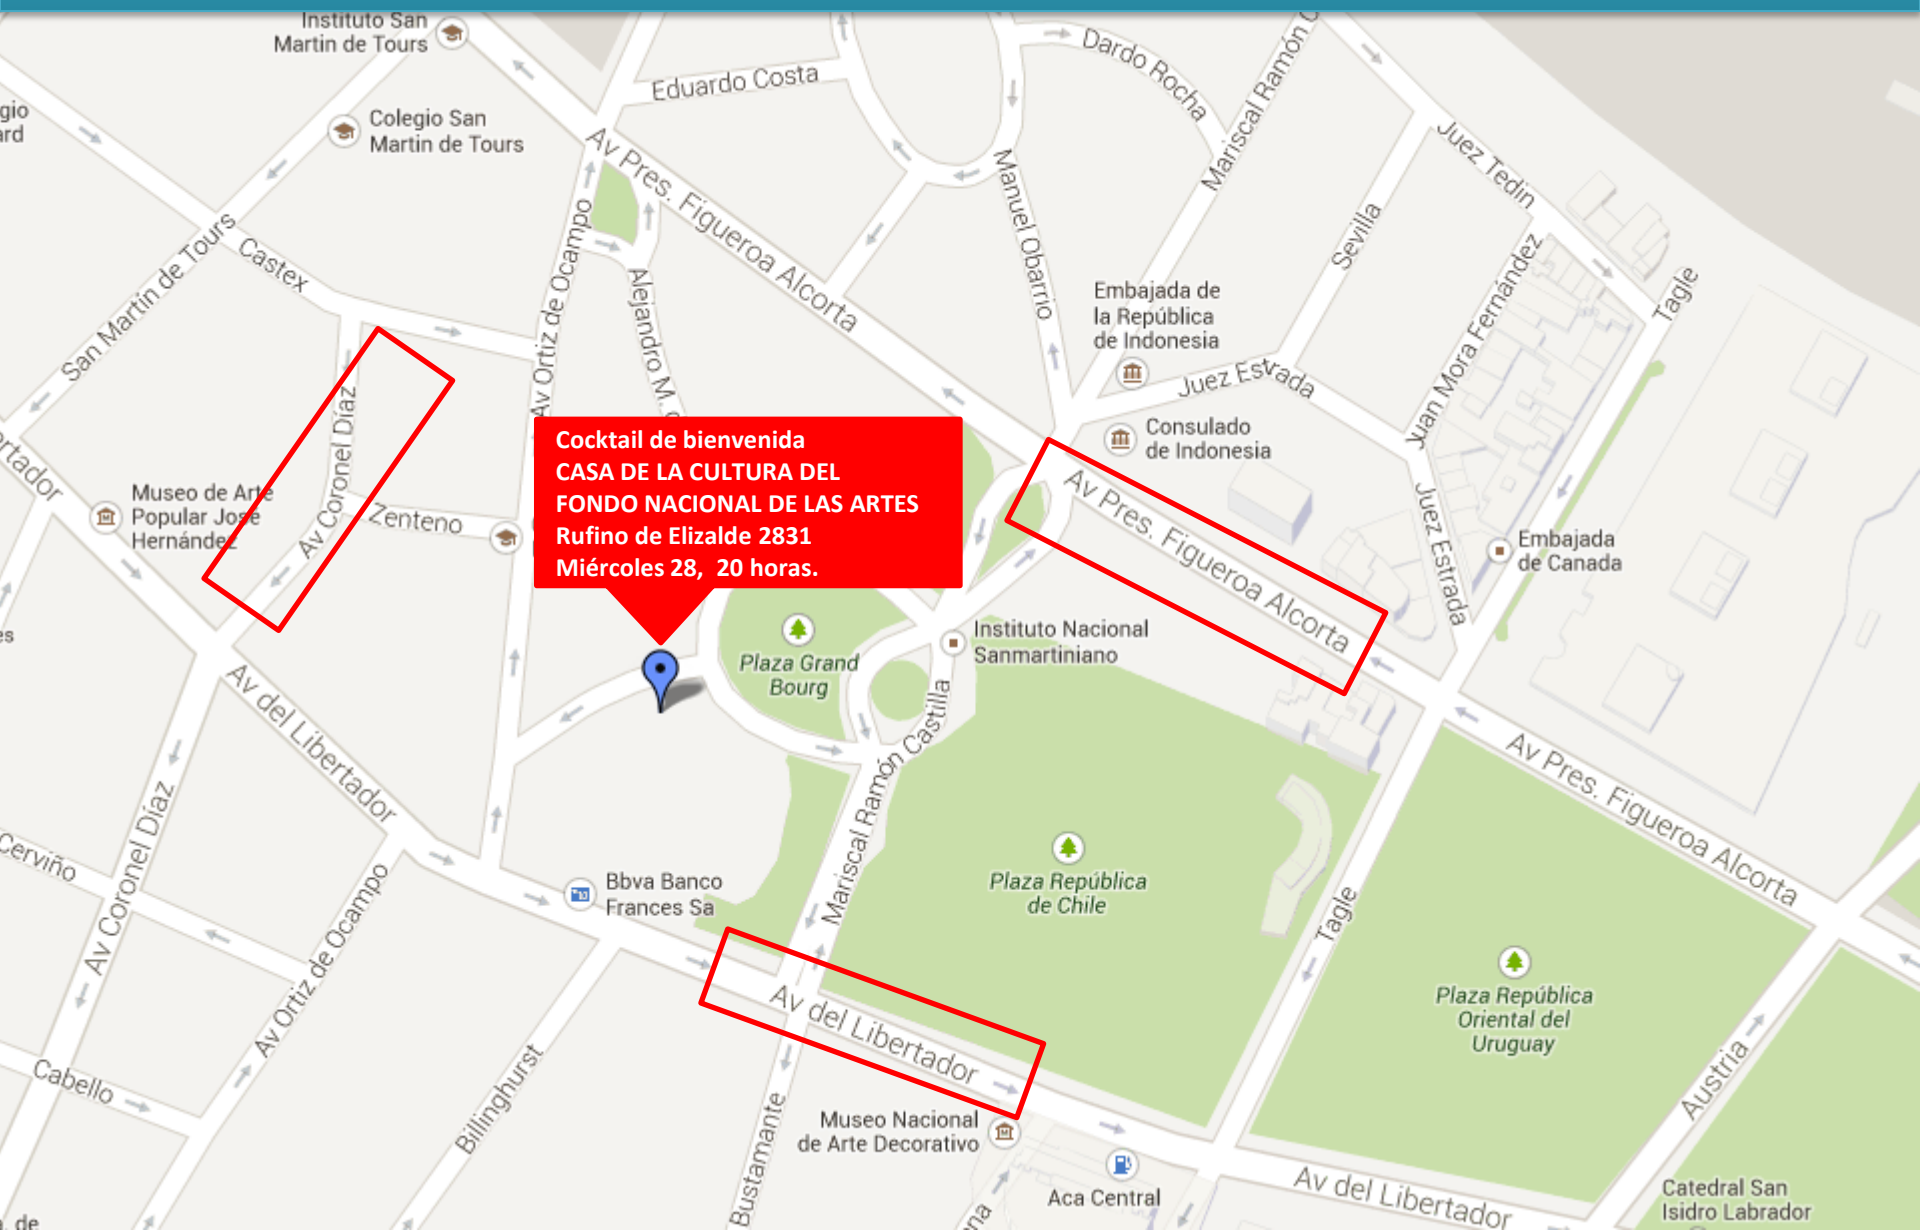 Instituto San
Martin de Tours
Eduardo Costa
Dardo Rocha
Mariscal Ramón
Colegio San
Martin de Tours
Juez Tedin
Av Pres. Figueroa Alcorta
Manuel Obarrio
Sevilla
San Martín de Tours
Castex
Av Ortiz de Ocampo
Alejandro M.
Embajada de
la República
de Indonesia
Juan Mora Fernández
Tagle
Juez Estrada
Consulado
de Indonesia
Cocktail de bienvenida
CASA DE LA CULTURA DEL
FONDO NACIONAL DE LAS ARTES
Rufino de Elizalde 2831
Miércoles 28, 20 horas.
Museo de Arte
Popular José
Hernández
Av Coronel Díaz
Zenteno
Av Pres. Figueroa Alcorta
Juez Estrada
Embajada
de Canada
Instituto Nacional
Sanmartiniano
Plaza Grand
Bourg
Av del Libertador
Mariscal Ramón Castilla
Av Pres. Figueroa Alcorta
Av Coronel Díaz
Cerviño
Av Ortiz de Ocampo
Bbva Banco
Frances Sa
Plaza República
de Chile
Tagle
Plaza República
Oriental del
Uruguay
Av del Libertador
Cabello
Billinghurst
Bustamante
Museo Nacional
de Arte Decorativo
Aca Central
Austria
Av del Libertador
Catedral San
Isidro Labrador
de